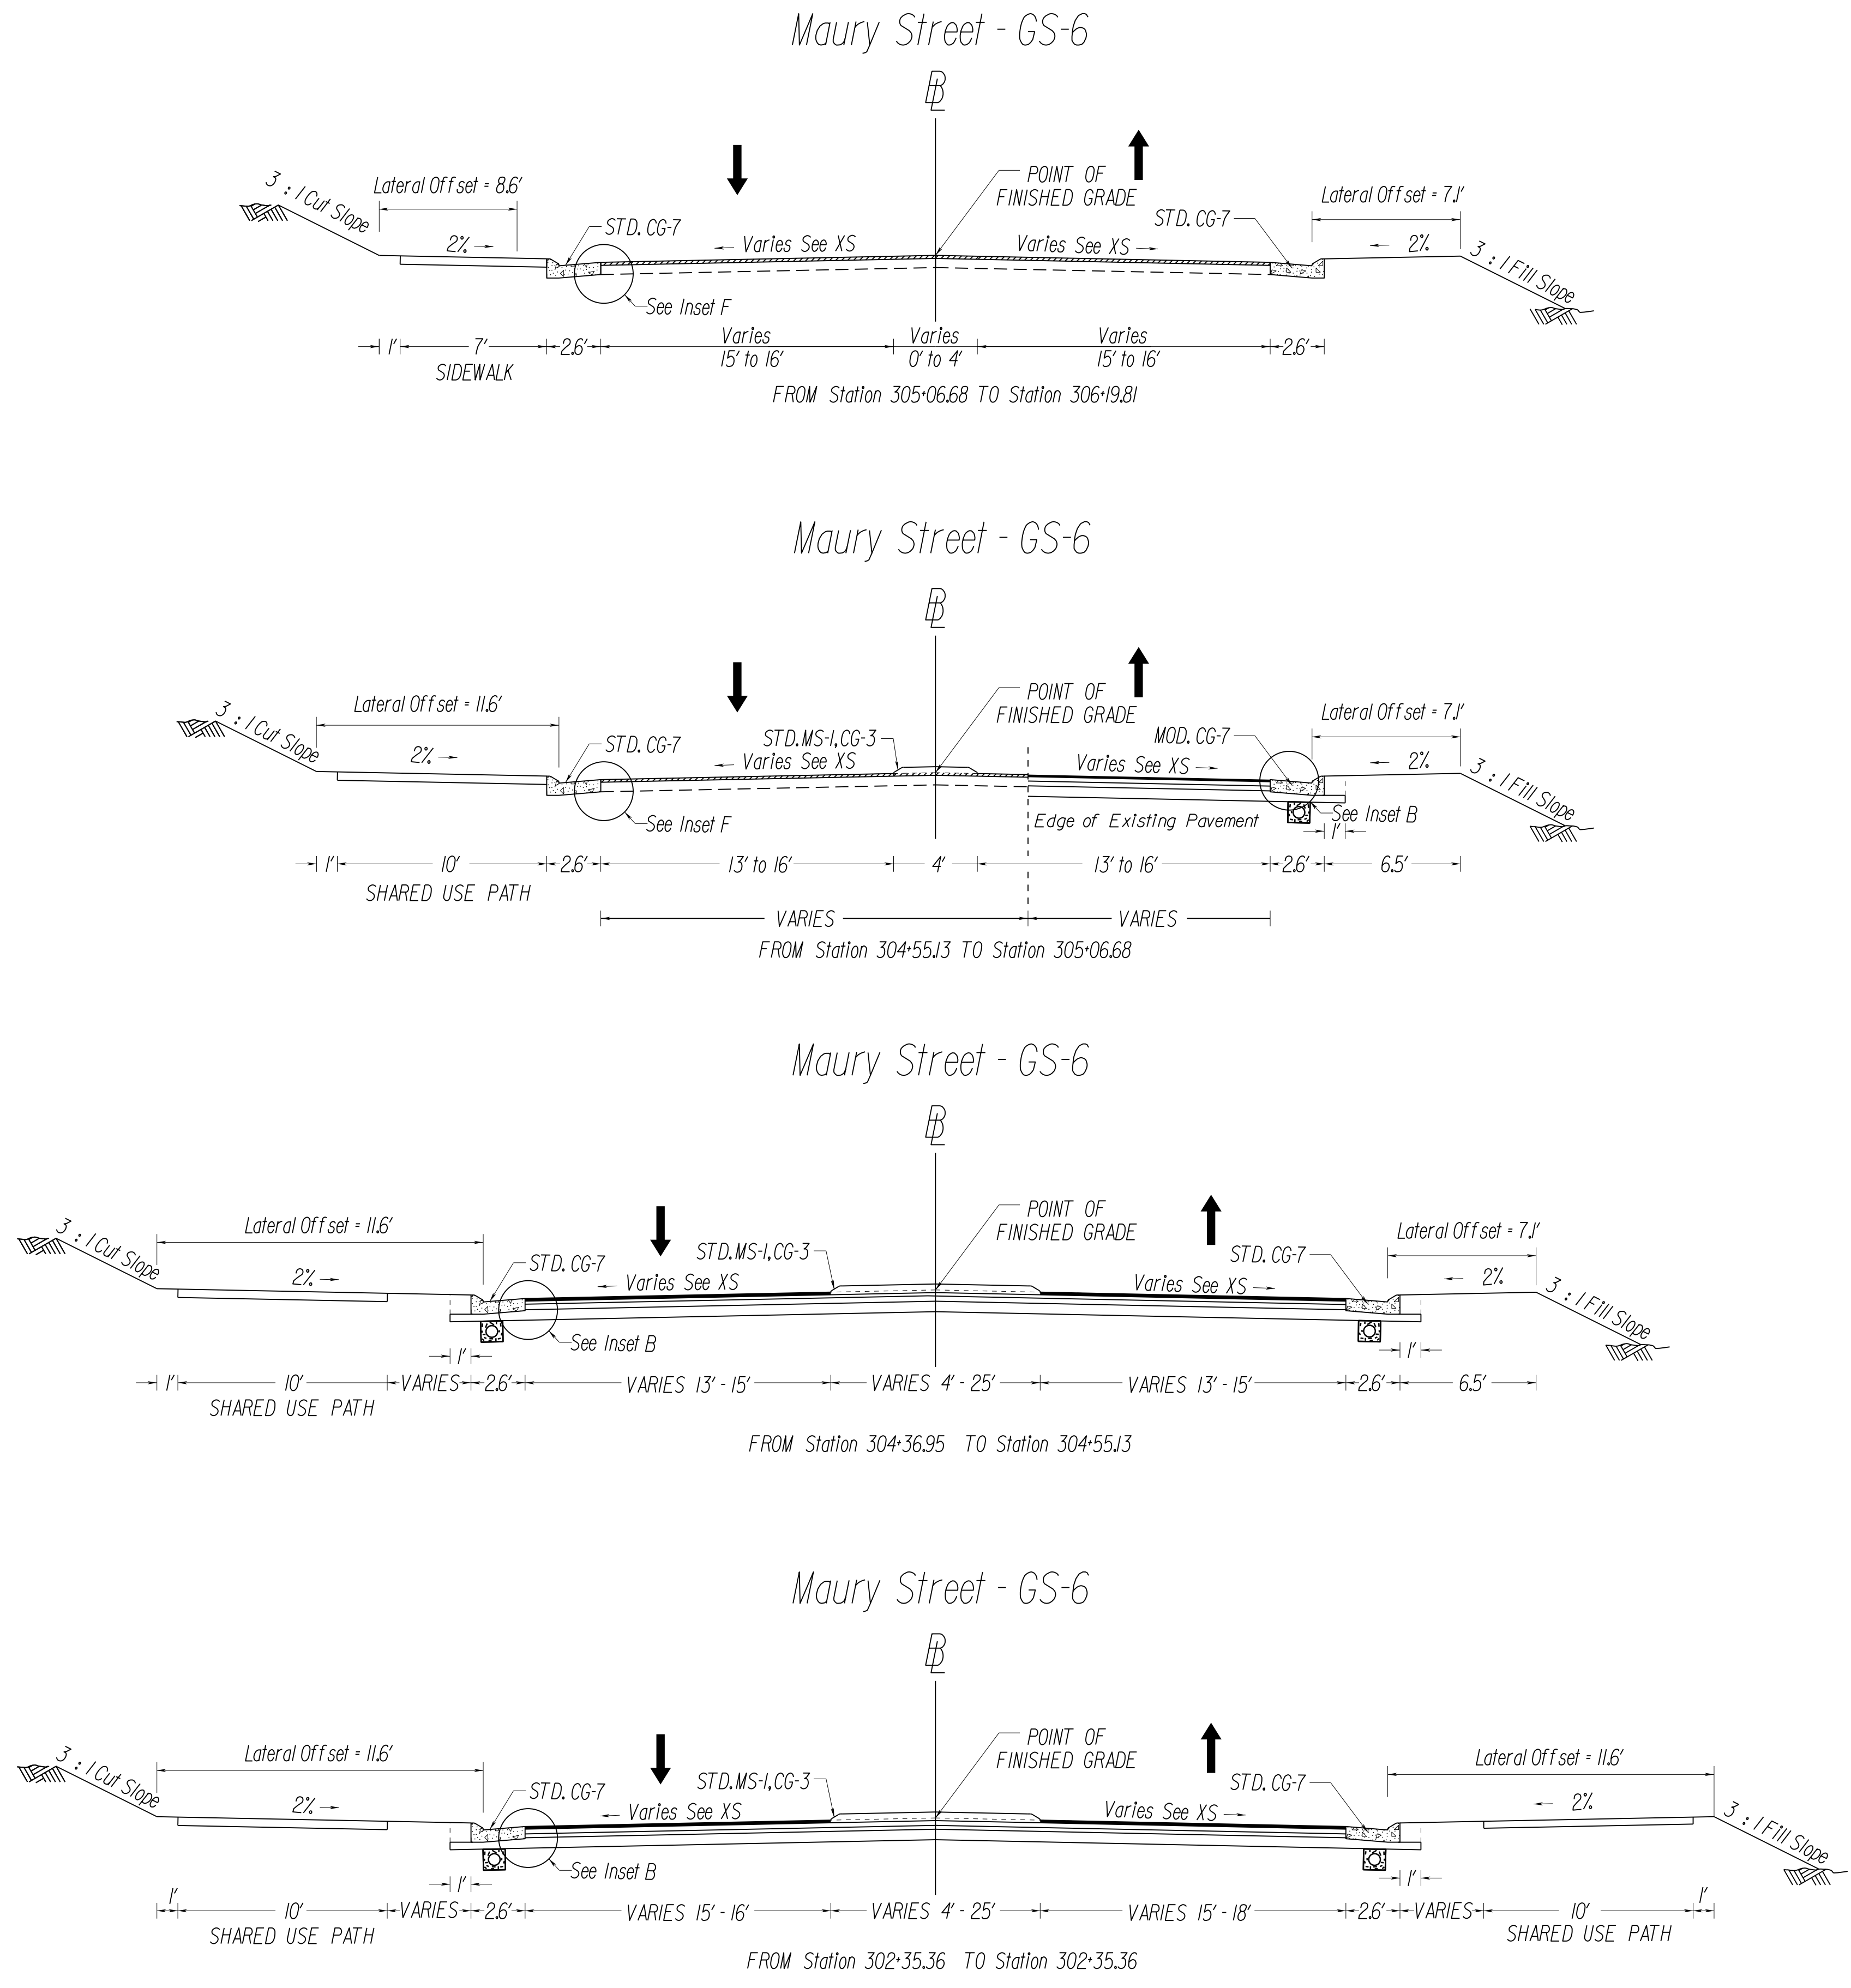 Maury Street - GS-6
BL
3 : 1 Cut Slope
Lateral Offset = 8.6'
2%
STD. CG-7
Varies See XS
POINT OF
FINISHED GRADE
Varies See XS
STD. CG-7
Lateral Offset = 7.1'
2%
3 : 1 Fill Slope
See Inset F
1' 7' 2.6' Varies Varies Varies 2.6'
15' to 16' 0' to 4' 15' to 16'
SIDEWALK
FROM Station 305+06.68 TO Station 306+19.81
Maury Street - GS-6
BL
3 : 1 Cut Slope
Lateral Offset = 11.6'
2%
STD. CG-7
STD. MS-1, CG-3
Varies See XS
POINT OF
FINISHED GRADE
MOD. CG-7
Varies See XS
Lateral Offset = 7.1'
2%
3 : 1 Fill Slope
See Inset F
Edge of Existing Pavement
See Inset B
1'
1' 10' 2.6' 13' to 16' 4' 13' to 16' 2.6' 6.5'
SHARED USE PATH
VARIES VARIES
FROM Station 304+55.13 TO Station 305+06.68
Maury Street - GS-6
BL
3 : 1 Cut Slope
Lateral Offset = 11.6'
2%
STD. CG-7
STD. MS-1, CG-3
Varies See XS
POINT OF
FINISHED GRADE
Varies See XS
STD. CG-7
Lateral Offset = 7.1'
2%
3 : 1 Fill Slope
See Inset B
1' 1'
1' 10' VARIES 2.6' VARIES 13' - 15' VARIES 4' - 25' VARIES 13' - 15' 2.6' 6.5'
SHARED USE PATH
FROM Station 304+36.95 TO Station 304+55.13
Maury Street - GS-6
BL
3 : 1 Cut Slope
Lateral Offset = 11.6'
2%
STD. CG-7
STD. MS-1, CG-3
Varies See XS
POINT OF
FINISHED GRADE
Varies See XS
STD. CG-7
Lateral Offset = 11.6'
2%
3 : 1 Fill Slope
See Inset B
1' 1'
1' 10' VARIES 2.6' VARIES 15' - 16' VARIES 4' - 25' VARIES 15' - 18' 2.6' VARIES 10' 1'
SHARED USE PATH SHARED USE PATH
FROM Station 302+35.36 TO Station 302+35.36